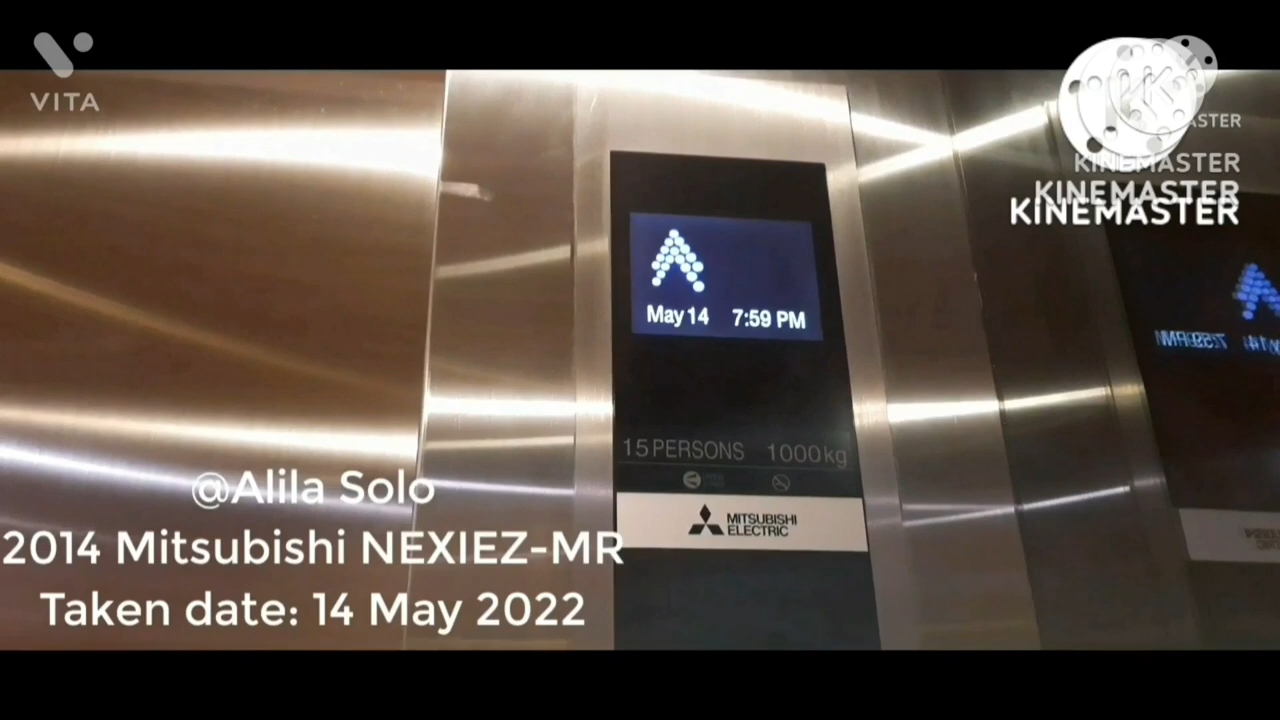 VITA
ASTER
KINEMASTER
KINEMASTER
KINEMASTER
May 14 7:59 PM
15 PERSONS 1000kg
MITSUBISHI
ELECTRIC
@Alila Solo
2014 Mitsubishi NEXIEZ-MR
Taken date: 14 May 2022